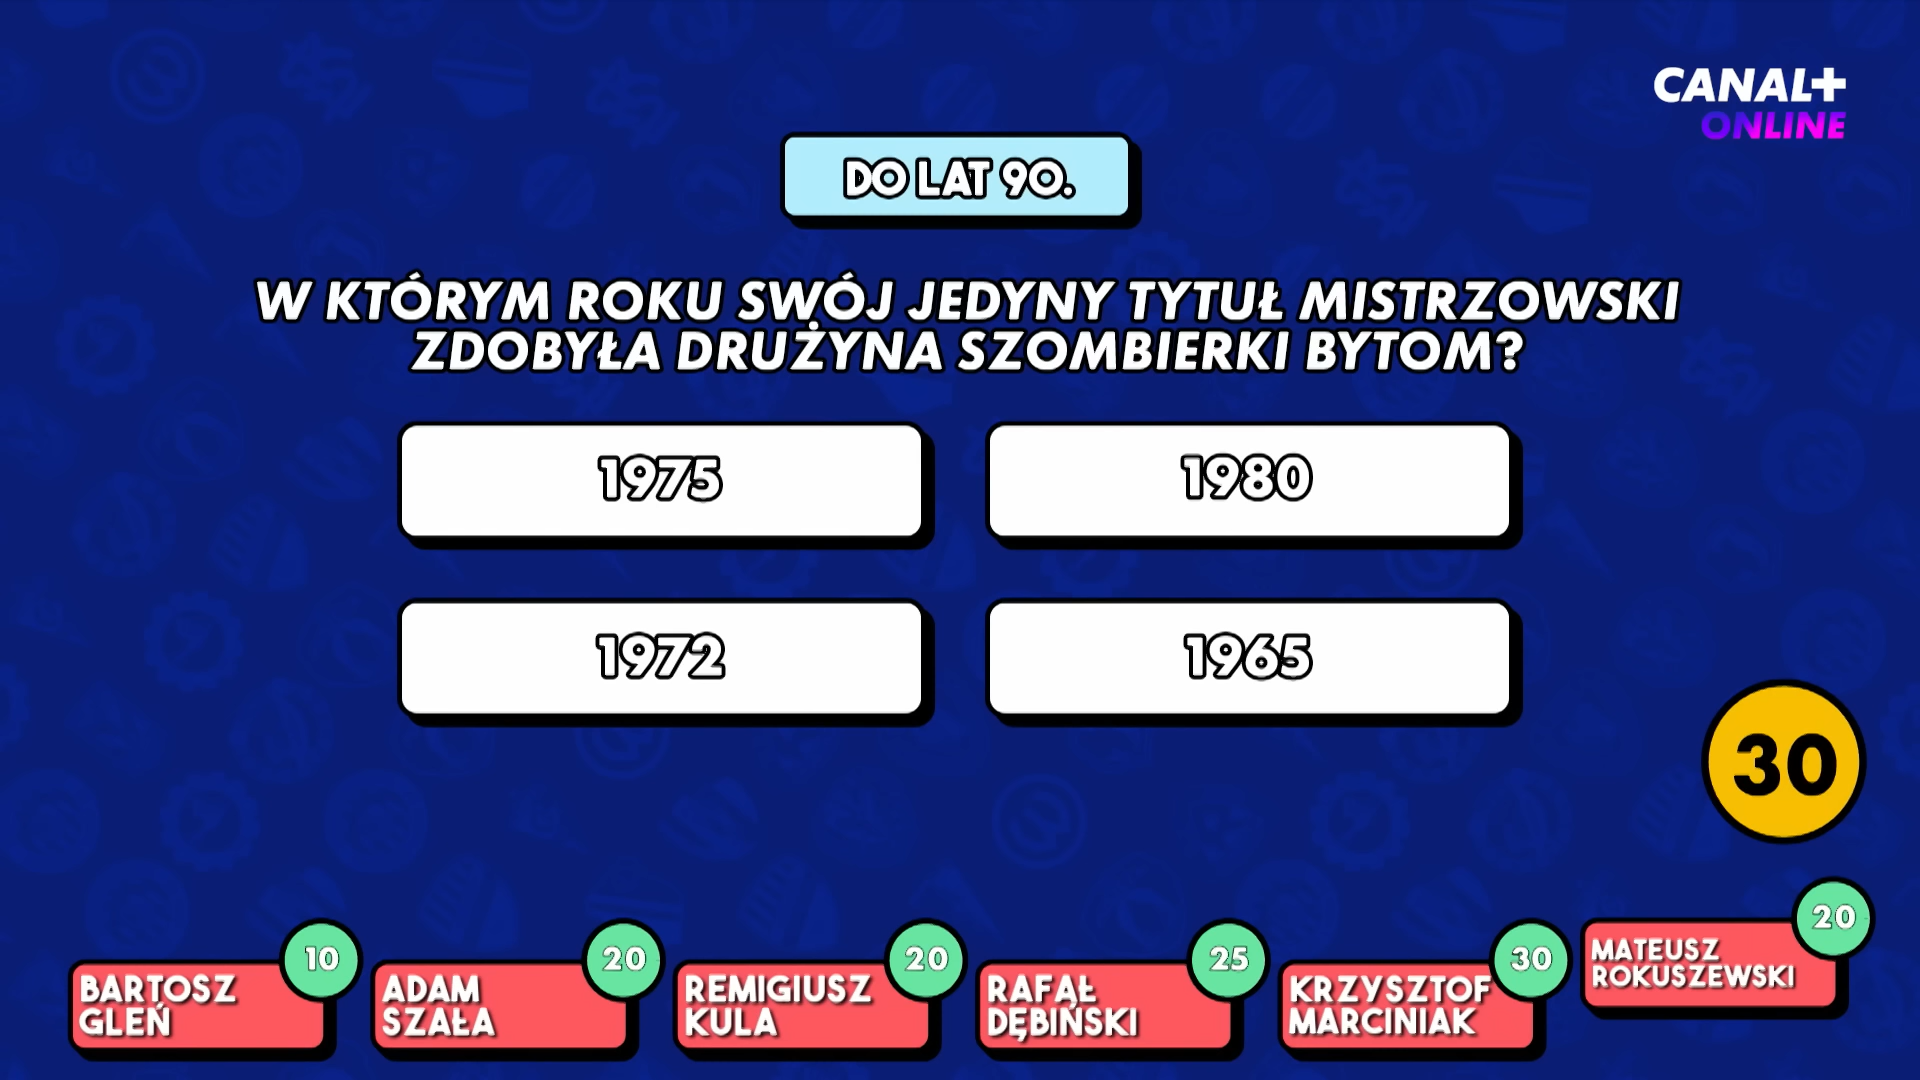 CANAL+
ONLINE
DO LAT 90.
W KTÓRYM ROKU SWÓJ JEDYNY TYTUŁ MISTRZOWSKI
ZDOBYŁA DRUŻYNA SZOMBIERKI BYTOM?
1975
1980
1972
1965
30
10
BARTOSZ
GLEŃ
20
ADAM
SZAŁA
20
REMIGIUSZ
KULA
25
RAFAŁ
DĘBIŃSKI
30
KRZYSZTOF
MARCINIAK
20
MATEUSZ
ROKUSZEWSKI